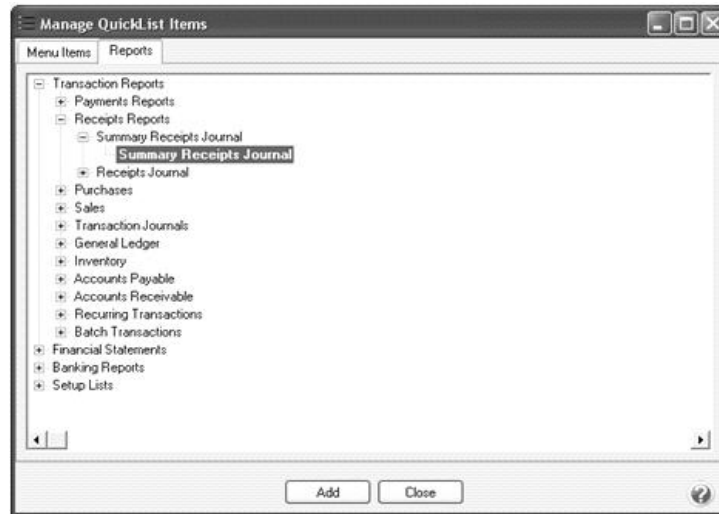 Manage QuickList Items
Menu Items Reports
Transaction Reports
Payments Reports
Receipts Reports
Summary Receipts Journal
Summary Receipts Journal
Receipts Journal
Purchases
Sales
Transaction Journals
General Ledger
Inventory
Accounts Payable
Accounts Receivable
Recurring Transactions
Batch Transactions
Financial Statements
Banking Reports
Setup Lists
Add Close